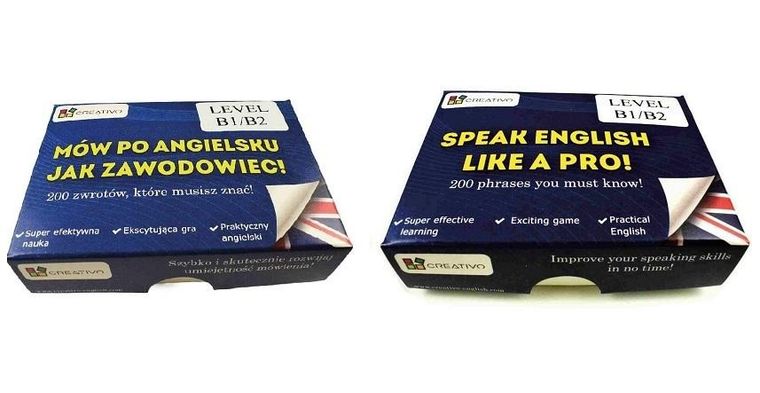 CREATIVO
LEVEL
B1/B2
MÓW PO ANGIELSKU
JAK ZAWODOWIEC!
200 zwrotów, które musisz znać!
Super efektywna
nauka
Ekscytująca gra
Praktyczny
angielski
CREATIVO
Szybko i skutecznie rozwijaj
umiejętność mówienia!
CREATIVO
LEVEL
B1/B2
SPEAK ENGLISH
LIKE A PRO!
200 phrases you must know!
Super effective
learning
Exciting game
Practical
English
CREATIVO
Improve your speaking skills
in no time!
www.creativo-english.com